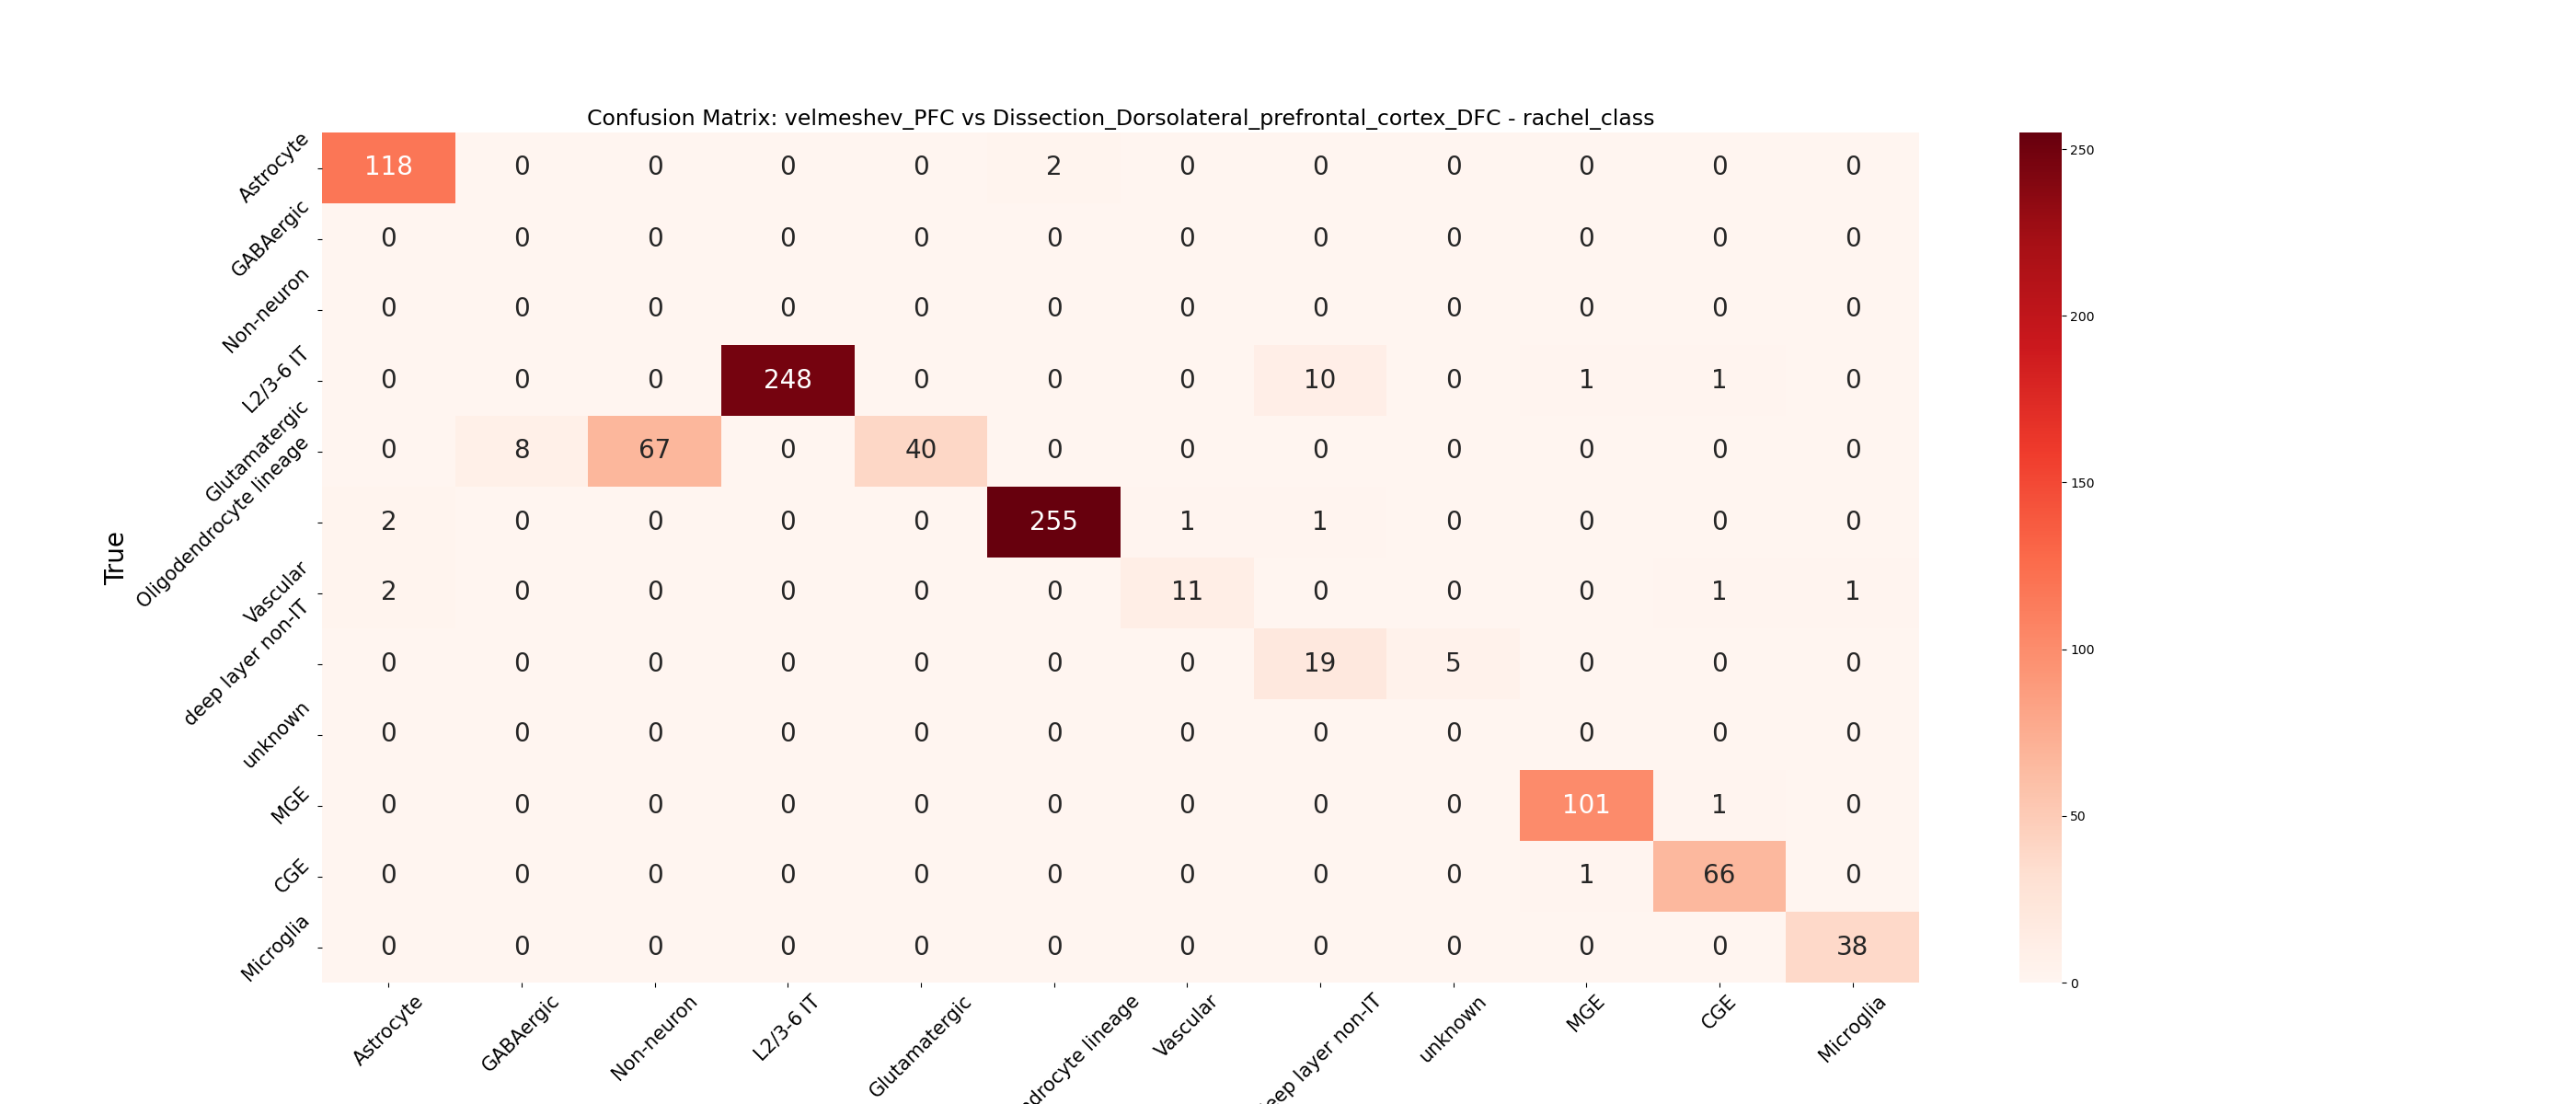 Confusion Matrix: velmeshev_PFC vs Dissection_Dorsolateral_prefrontal_cortex_DFC - rachel_class
Astrocyte 118 0 0 0 0 2 0 0 0 0 0 0
GABAergic 0 0 0 0 0 0 0 0 0 0 0 0
Non-neuron 0 0 0 0 0 0 0 0 0 0 0 0
L2/3-6 IT 0 0 0 248 0 0 0 10 0 1 1 0
Glutamatergic 0 8 67 0 40 0 0 0 0 0 0 0
Oligodendrocyte lineage 2 0 0 0 0 255 1 1 0 0 0 0
Vascular 2 0 0 0 0 0 11 0 0 0 1 1
deep layer non-IT 0 0 0 0 0 0 0 19 5 0 0 0
unknown 0 0 0 0 0 0 0 0 0 0 0 0
MGE 0 0 0 0 0 0 0 0 0 101 1 0
CGE 0 0 0 0 0 0 0 0 0 1 66 0
Microglia 0 0 0 0 0 0 0 0 0 0 0 38
True
Astrocyte GABAergic Non-neuron L2/3-6 IT Glutamatergic ndrocyte lineage Vascular eep layer non-IT unknown MGE CGE Microglia
250
200
150
100
50
0